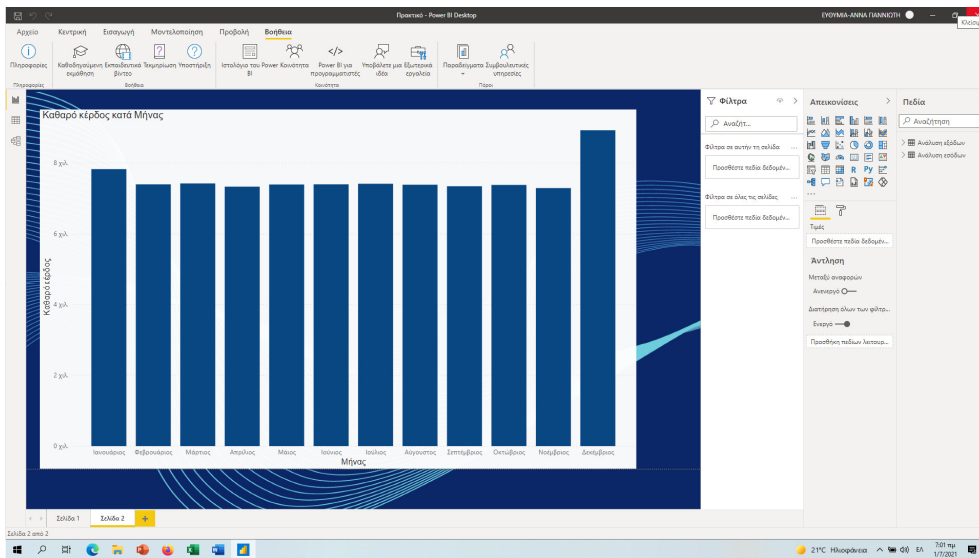 Πρακτικό - Power BI Desktop
ΕΥΘΥΜΙΑ-ΑΝΝΑ ΓΙΑΝΝΙΩΤΗ
Αρχείο Κεντρική Εισαγωγή Μοντελοποίηση Προβολή Βοήθεια
Πληροφορίες
Καθοδηγούμενη εκμάθηση
Εκπαιδευτικά βίντεο
Τεκμηρίωση
Υποστήριξη
Ιστολόγιο του Power BI
Κοινότητα
Power BI για προγραμματιστές
Υποβάλετε μια ιδέα
Εξωτερικά εργαλεία
Παραδείγματα
Συμβουλευτικές υπηρεσίες
Πληροφορίες Βοήθεια Κοινότητα Πόροι
Καθαρό κέρδος κατά Μήνας
Καθαρό κέρδος
8 χιλ.
6 χιλ.
4 χιλ.
2 χιλ.
0 χιλ.
Ιανουάριος Φεβρουάριος Μάρτιος Απρίλιος Μάιος Ιούνιος Ιούλιος Αύγουστος Σεπτέμβριος Οκτώβριος Νοέμβριος Δεκέμβριος
Μήνας
Φίλτρα
Αναζήτ...
Φίλτρα σε αυτήν τη σελίδα ...
Προσθέστε πεδία δεδομέν...
Φίλτρα σε όλες τις σελίδες ...
Προσθέστε πεδία δεδομέν...
Απεικονίσεις
R Py
...
Τιμές
Προσθέστε πεδία δεδομέν...
Άντληση
Μεταξύ αναφορών
Ανενεργό
Διατήρηση όλων των φίλτρ...
Ενεργό
Προσθήκη πεδίων λειτουρ...
Πεδία
Αναζήτηση
Ανάλυση εξόδων
Ανάλυση εσόδων
Σελίδα 1 Σελίδα 2 +
Σελίδα 2 από 2
21°C Ηλιοφάνεια ΕΛ 7:01 πμ
1/7/2021